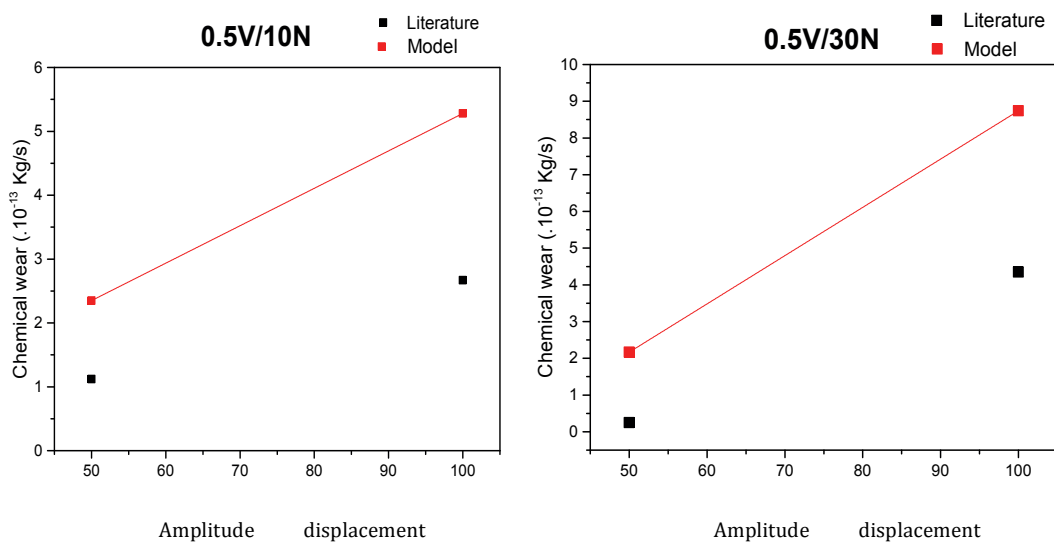 0.5V/10N
Literature
Model
Chemical wear (.10⁻¹³ Kg/s)
6
5
4
3
2
1
0
50 60 70 80 90 100
Amplitude displacement
0.5V/30N
Literature
Model
Chemical wear (.10⁻¹³ Kg/s)
10
9
8
7
6
5
4
3
2
1
0
50 60 70 80 90 100
Amplitude displacement